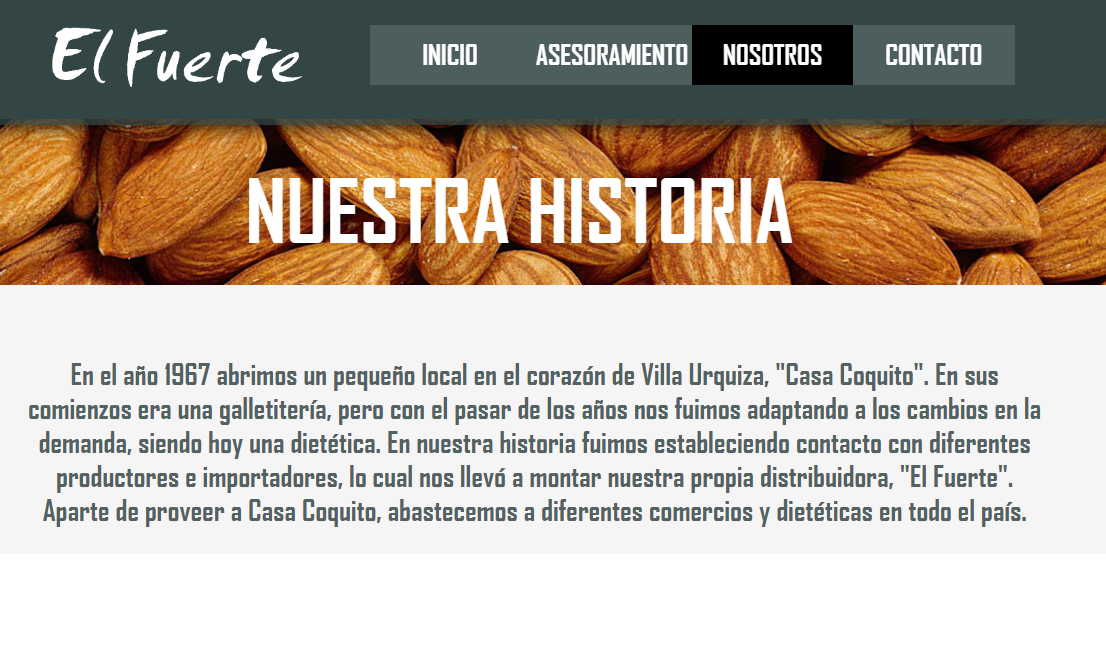 El Fuerte
INICIO ASESORAMIENTO NOSOTROS CONTACTO
NUESTRA HISTORIA
En el año 1967 abrimos un pequeño local en el corazón de Villa Urquiza, "Casa Coquito". En sus
comienzos era una galletitería, pero con el pasar de los años nos fuimos adaptando a los cambios en la
demanda, siendo hoy una dietética. En nuestra historia fuimos estableciendo contacto con diferentes
productores e importadores, lo cual nos llevó a montar nuestra propia distribuidora, "El Fuerte".
Aparte de proveer a Casa Coquito, abastecemos a diferentes comercios y dietéticas en todo el país.